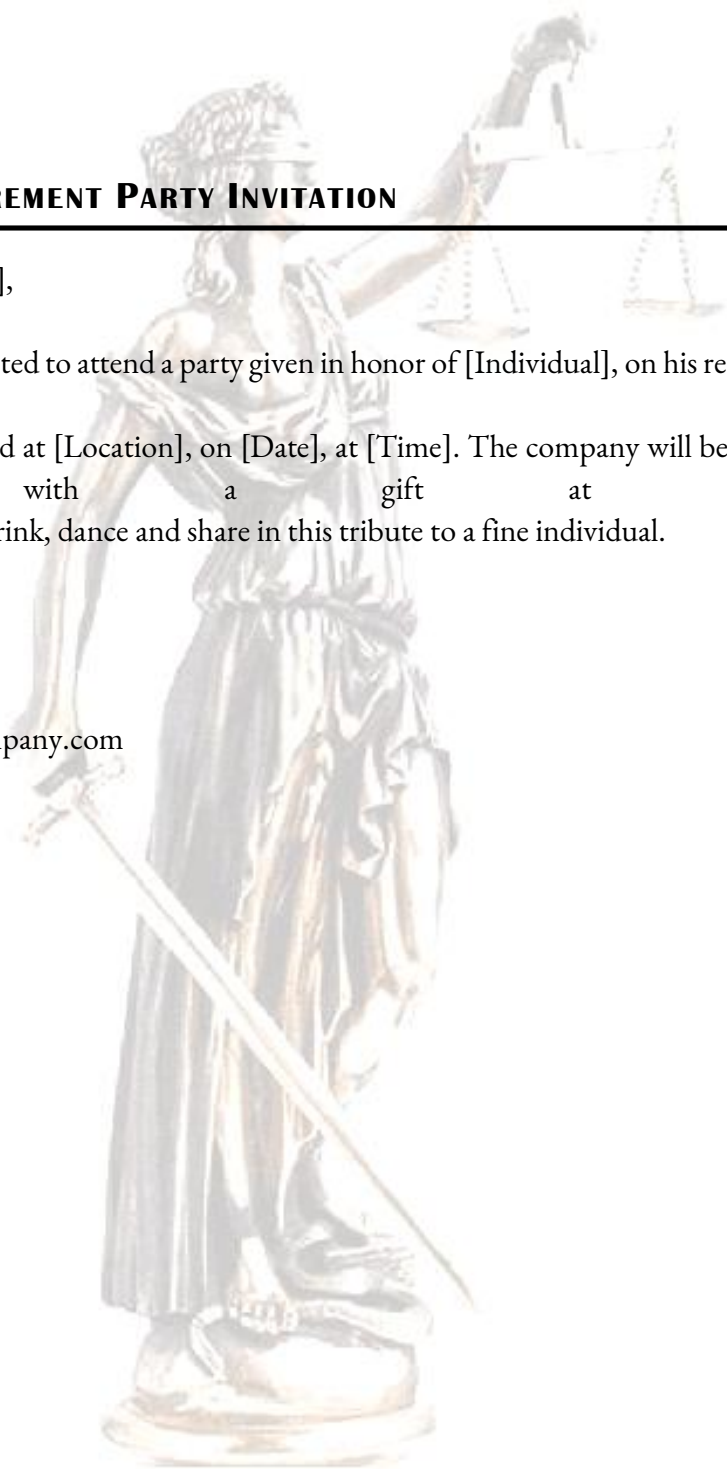 REMENT PARTY INVITATION
],
ted to attend a party given in honor of [Individual], on his re
d at [Location], on [Date], at [Time]. The company will be
with a gift at
rink, dance and share in this tribute to a fine individual.
pany.com